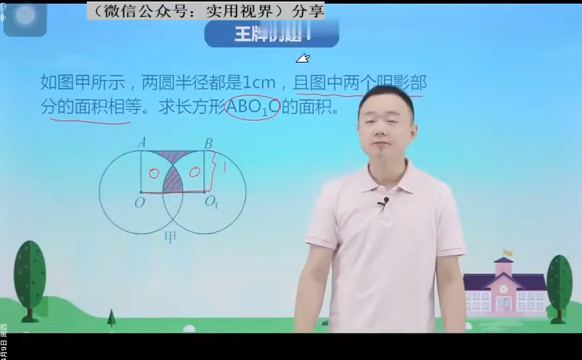 （微信公众号：实用视界）分享
王牌例题1
如图甲所示，两圆半径都是1cm，且图中两个阴影部
分的面积相等。求长方形ABO₁O的面积。
A B
O O 1
O O₁
甲